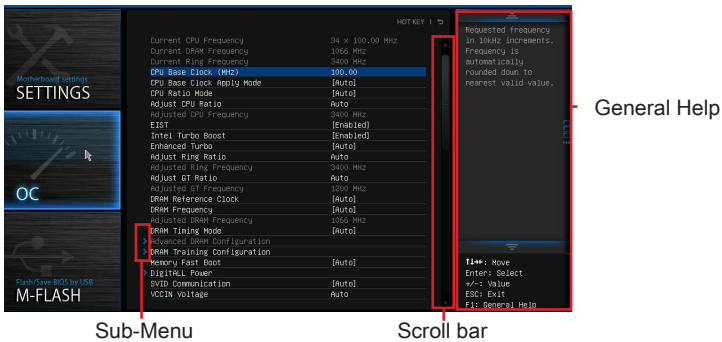 HOT KEY | ⮌
Motherboard settings
SETTINGS
OC
Flash/Save BIOS by USB
M-FLASH
Current CPU Frequency 34 x 100.00 MHz
Current DRAM Frequency 1066 MHz
Current Ring Frequency 3400 MHz
CPU Base Clock (MHz) 100.00
CPU Base Clock Apply Mode [Auto]
CPU Ratio Mode [Auto]
Adjust CPU Ratio Auto
Adjusted CPU Frequency 3400 MHz
EIST [Enabled]
Intel Turbo Boost [Enabled]
Enhanced Turbo [Auto]
Adjust Ring Ratio Auto
Adjusted Ring Frequency 3400 MHz
Adjust GT Ratio Auto
Adjusted GT Frequency 1200 MHz
DRAM Reference Clock [Auto]
DRAM Frequency [Auto]
Adjusted DRAM Frequency 1066 MHz
DRAM Timing Mode [Auto]
> Advanced DRAM Configuration
> DRAM Training Configuration
Memory Fast Boot [Auto]
> DigitALL Power
SVID Communication [Auto]
VCCIN Voltage Auto
Requested frequency
in 10kHz increments.
Frequency is
automatically
rounded down to
nearest valid value.
↑↓→←: Move
Enter: Select
+/-: Value
ESC: Exit
F1: General Help
General Help
Sub-Menu
Scroll bar